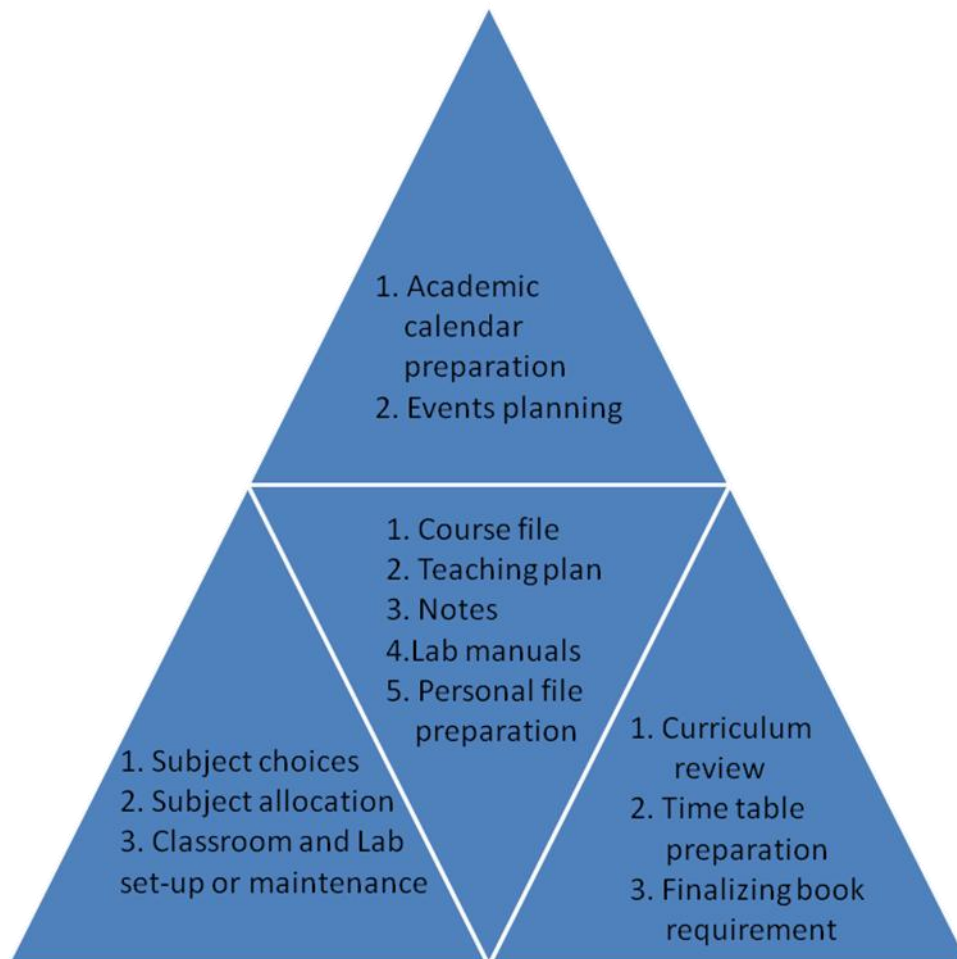 1. Academic
calendar
preparation
2. Events planning
1. Course file
2. Teaching plan
3. Notes
4.Lab manuals
5. Personal file
preparation
1. Subject choices
2. Subject allocation
3. Classroom and Lab
set-up or maintenance
1. Curriculum
review
2. Time table
preparation
3. Finalizing book
requirement